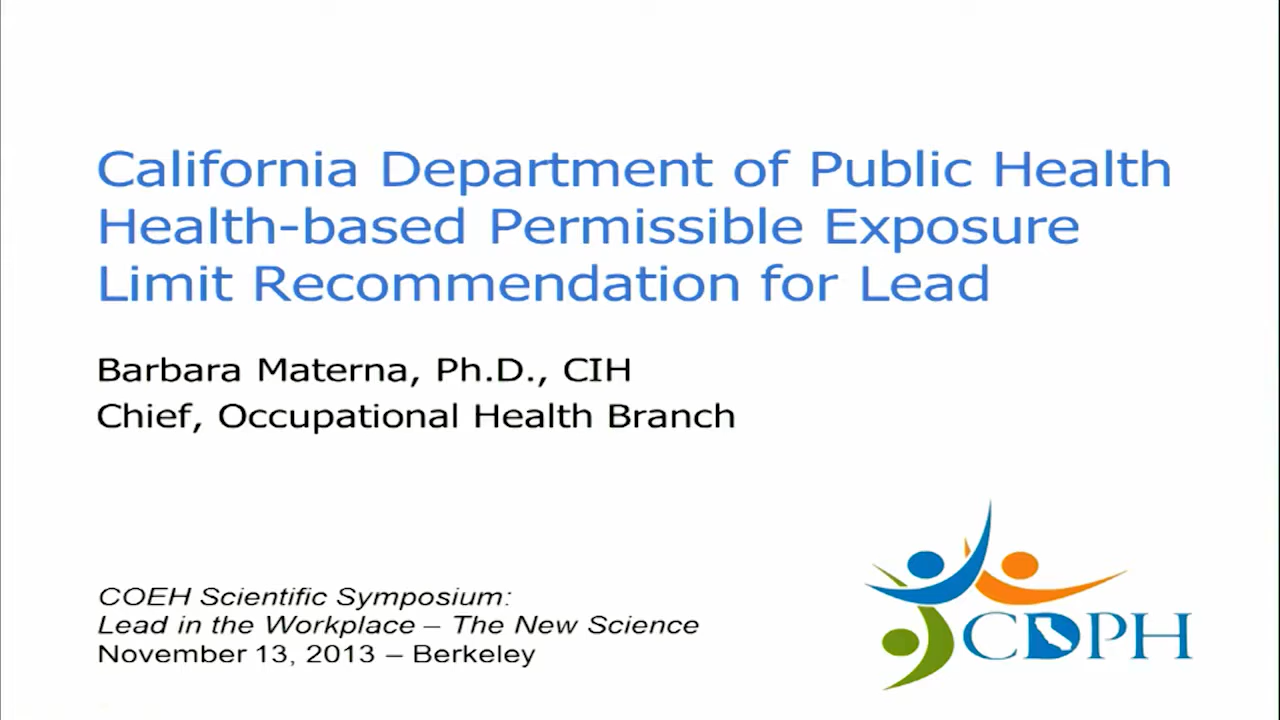 California Department of Public Health
Health-based Permissible Exposure
Limit Recommendation for Lead
Barbara Materna, Ph.D., CIH
Chief, Occupational Health Branch
COEH Scientific Symposium:
Lead in the Workplace – The New Science
November 13, 2013 – Berkeley
CDPH